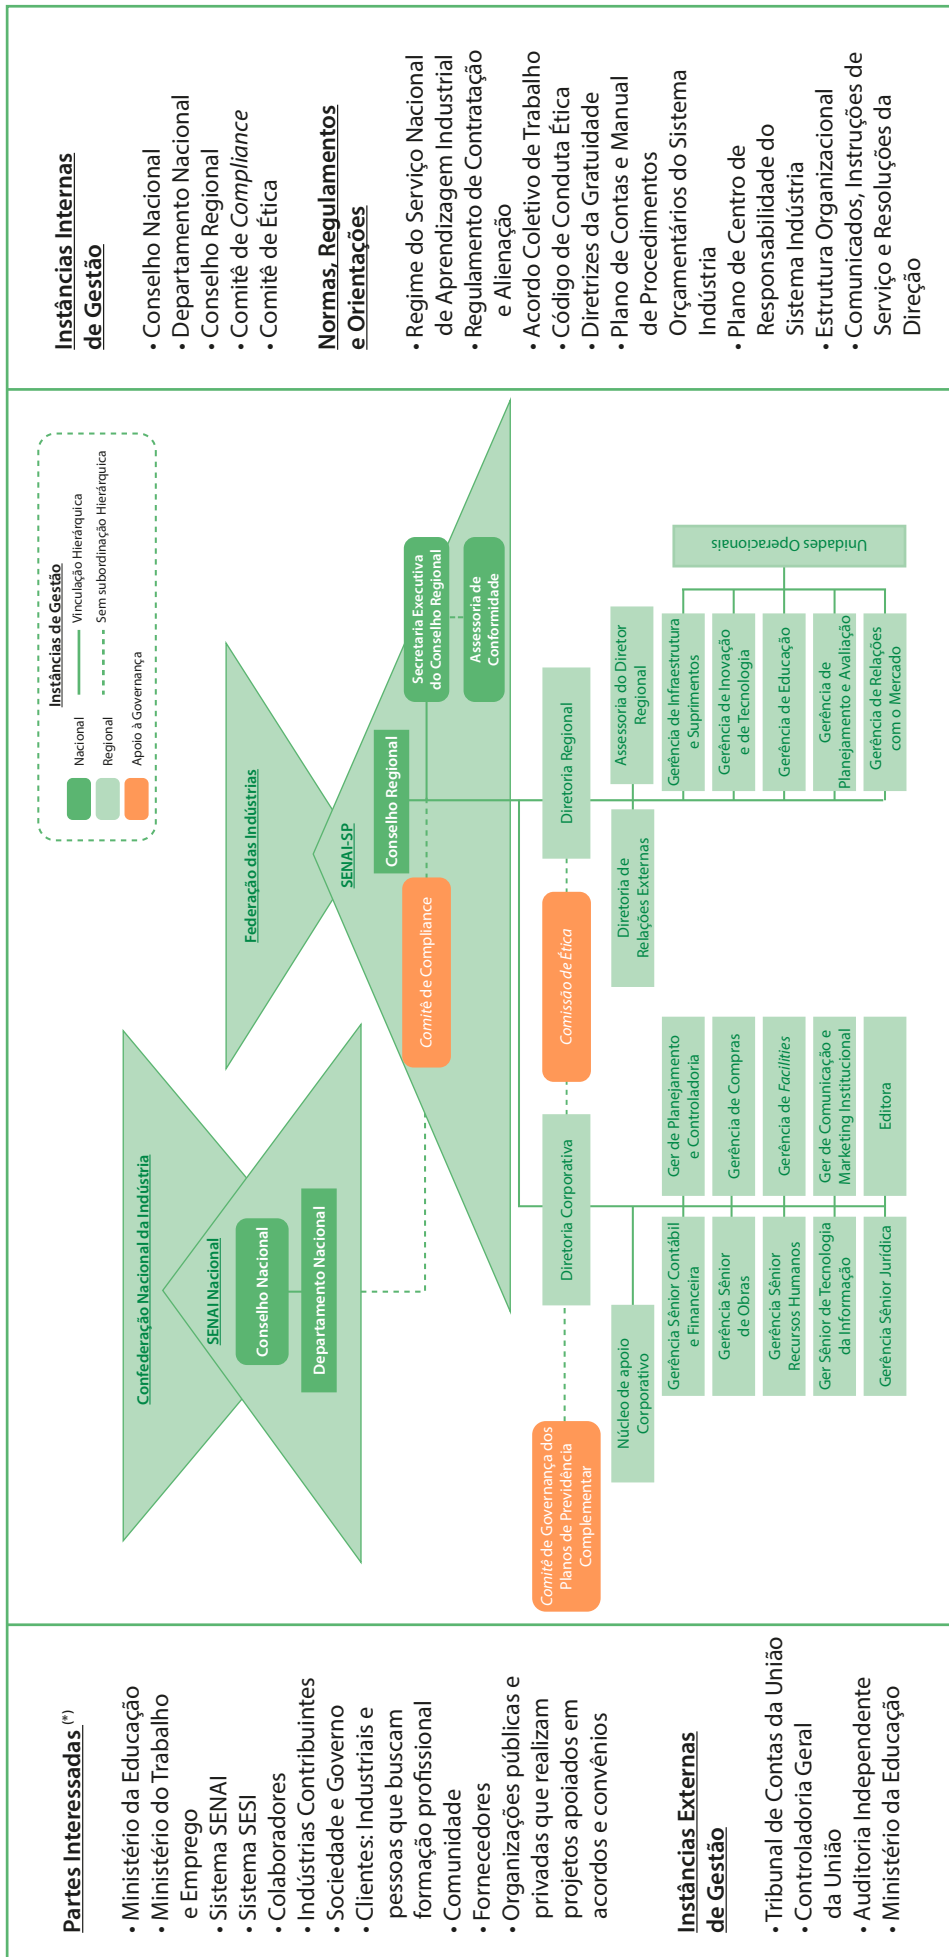 Partes Interessadas (*)
• Ministério da Educação
• Ministério do Trabalho
e Emprego
• Sistema SENAI
• Sistema SESI
• Colaboradores
• Indústrias Contribuintes
• Sociedade e Governo
• Clientes: Industriais e
pessoas que buscam
formação profissional
• Comunidade
• Fornecedores
• Organizações públicas e
privadas que realizam
projetos apoiados em
acordos e convênios
Instâncias Externas
de Gestão
• Tribunal de Contas da União
• Controladoria Geral
da União
• Auditoria Independente
• Ministério da Educação
Confederação Nacional da Indústria
SENAI Nacional
Conselho Nacional
Departamento Nacional
Federação das Indústrias
SENAI-SP
Conselho Regional
Comitê de Compliance
Secretaria Executiva
do Conselho Regional
Assessoria de
Conformidade
Instâncias de Gestão
Nacional
Regional
Apoio à Governança
Vinculação Hierárquica
Sem subordinação Hierárquica
Comitê de Governança dos
Planos de Previdência
Complementar
Diretoria Corporativa
Comissão de Ética
Diretoria Regional
Núcleo de apoio
Corporativo
Diretoria de
Relações Externas
Assessoria do Diretor
Regional
Gerência Sênior Contábil
e Financeira
Ger de Planejamento
e Controladoria
Gerência Sênior
de Obras
Gerência de Compras
Gerência Sênior
Recursos Humanos
Gerência de Facilities
Ger Sênior de Tecnologia
da Informação
Ger de Comunicação e
Marketing Institucional
Gerência Sênior Jurídica
Editora
Gerência de Infraestrutura
e Suprimentos
Gerência de Inovação
e de Tecnologia
Gerência de Educação
Gerência de
Planejamento e Avaliação
Gerência de Relações
com o Mercado
Unidades Operacionais
Instâncias Internas
de Gestão
• Conselho Nacional
• Departamento Nacional
• Conselho Regional
• Comitê de Compliance
• Comitê de Ética
Normas, Regulamentos
e Orientações
• Regime do Serviço Nacional
de Aprendizagem Industrial
• Regulamento de Contratação
e Alienação
• Acordo Coletivo de Trabalho
• Código de Conduta Ética
• Diretrizes da Gratuidade
• Plano de Contas e Manual
de Procedimentos
Orçamentários do Sistema
Indústria
• Plano de Centro de
Responsabilidade do
Sistema Indústria
• Estrutura Organizacional
• Comunicados, Instruções de
Serviço e Resoluções da
Direção